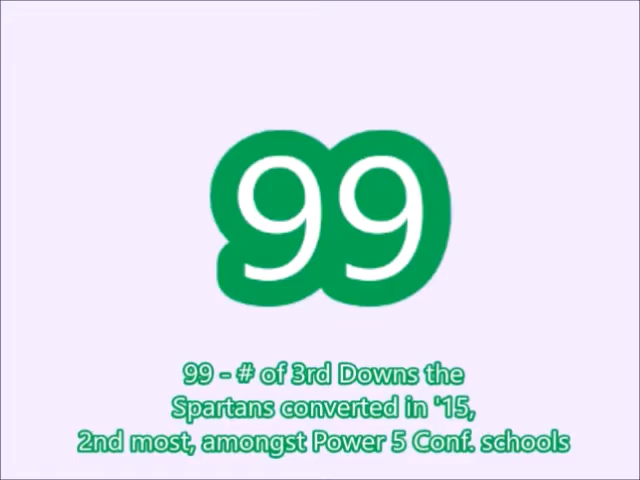 99
99 - # of 3rd Downs the
Spartans converted in '15,
2nd most, amongst Power 5 Conf. schools